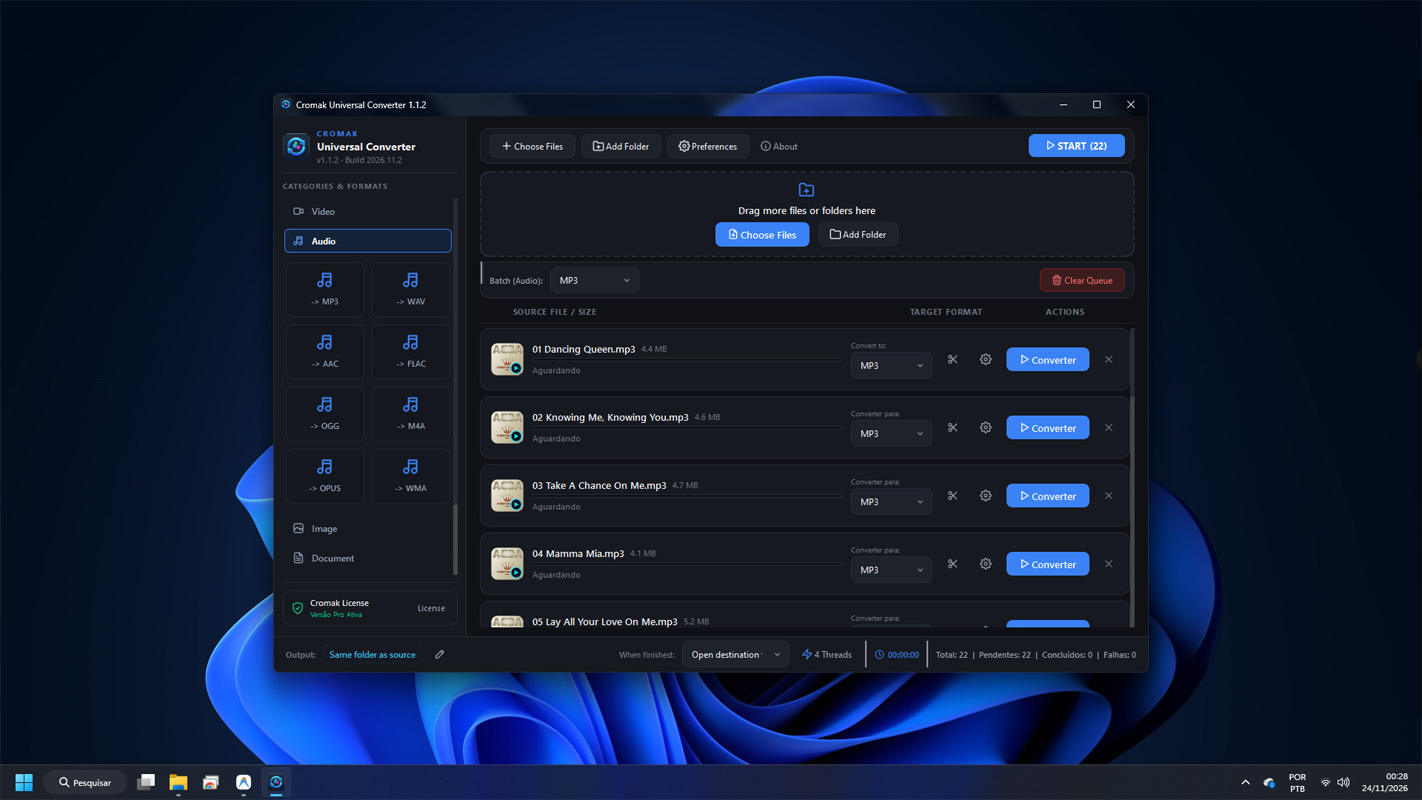 Cromak Universal Converter 1.1.2
CROMAK
Universal Converter
v1.1.2 - Build 2026.11.2
CATEGORIES & FORMATS
Video
Audio
-> MP3
-> WAV
-> AAC
-> FLAC
-> OGG
-> M4A
-> OPUS
-> WMA
Image
Document
Cromak License
Versão Pro Ativa
License
Choose Files
Add Folder
Preferences
About
START (22)
Drag more files or folders here
Choose Files
Add Folder
Batch (Audio):
MP3
Clear Queue
SOURCE FILE / SIZE
TARGET FORMAT
ACTIONS
01 Dancing Queen.mp3 4.4 MB
Aguardando
Convert to:
MP3
Converter
02 Knowing Me, Knowing You.mp3 4.6 MB
Aguardando
Converter para:
MP3
Converter
03 Take A Chance On Me.mp3 4.7 MB
Aguardando
Converter para:
MP3
Converter
04 Mamma Mia.mp3 4.1 MB
Aguardando
Converter para:
MP3
Converter
05 Lay All Your Love On Me.mp3 5.2 MB
Converter para:
Output:
Same folder as source
When finished:
Open destination
4 Threads
00:00:00
Total: 22 | Pendentes: 22 | Concluídos: 0 | Falhas: 0
Pesquisar
POR
PTB
00:28
24/11/2026